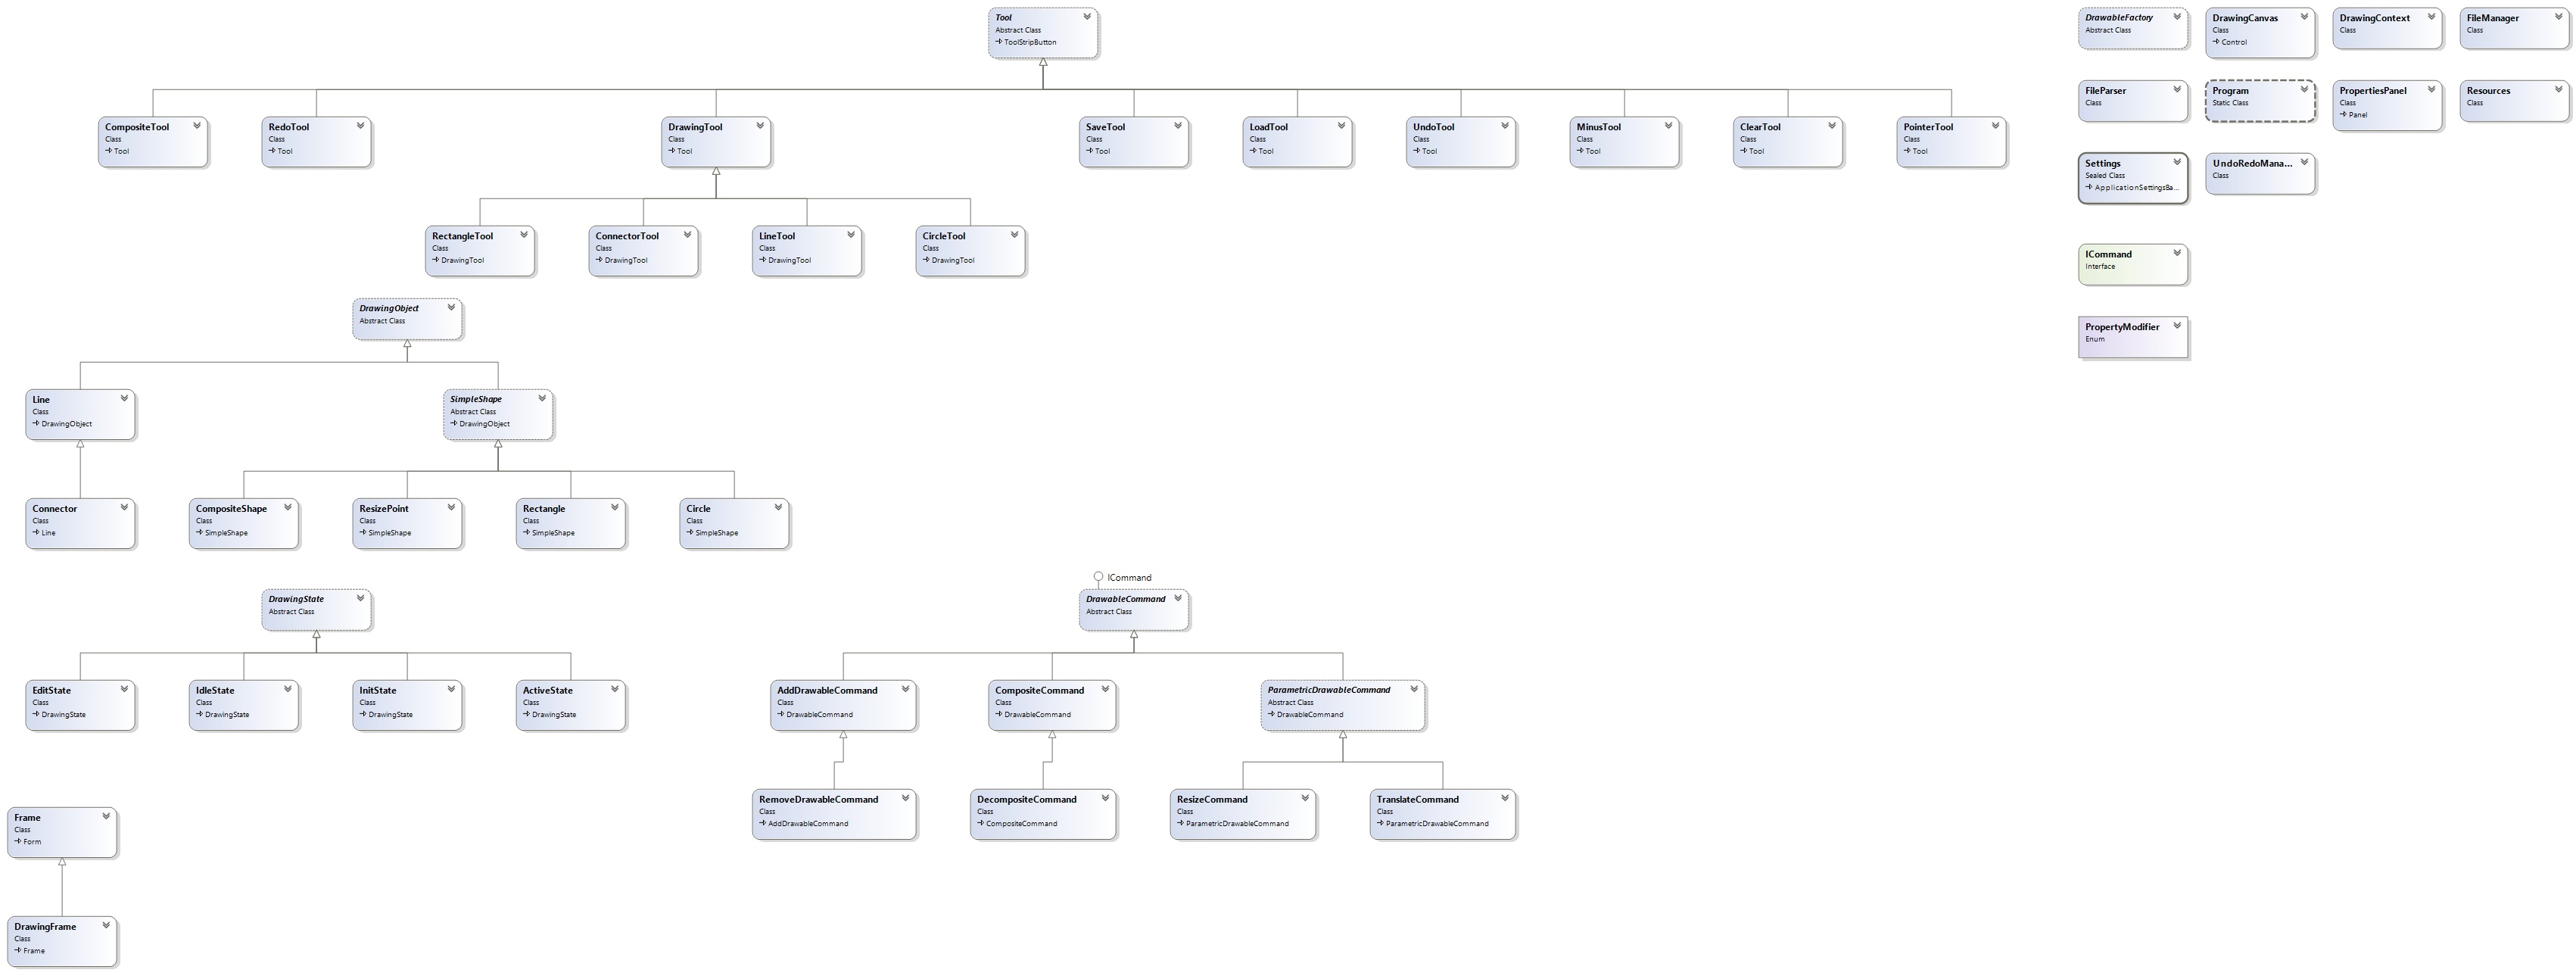 Tool
Abstract Class
ToolStripButton
CompositeTool
Class
Tool
RedoTool
Class
Tool
DrawingTool
Class
Tool
SaveTool
Class
Tool
LoadTool
Class
Tool
UndoTool
Class
Tool
MinusTool
Class
Tool
ClearTool
Class
Tool
PointerTool
Class
Tool
RectangleTool
Class
DrawingTool
ConnectorTool
Class
DrawingTool
LineTool
Class
DrawingTool
CircleTool
Class
DrawingTool
DrawingObject
Abstract Class
Line
Class
DrawingObject
SimpleShape
Abstract Class
DrawingObject
Connector
Class
Line
CompositeShape
Class
SimpleShape
ResizePoint
Class
SimpleShape
Rectangle
Class
SimpleShape
Circle
Class
SimpleShape
DrawingState
Abstract Class
EditState
Class
DrawingState
IdleState
Class
DrawingState
InitState
Class
DrawingState
ActiveState
Class
DrawingState
ICommand
DrawableCommand
Abstract Class
AddDrawableCommand
Class
DrawableCommand
CompositeCommand
Class
DrawableCommand
ParametricDrawableCommand
Abstract Class
DrawableCommand
RemoveDrawableCommand
Class
AddDrawableCommand
DecompositeCommand
Class
CompositeCommand
ResizeCommand
Class
ParametricDrawableCommand
TranslateCommand
Class
ParametricDrawableCommand
Frame
Class
Form
DrawingFrame
Class
Frame
DrawableFactory
Abstract Class
DrawingCanvas
Class
Control
DrawingContext
Class
FileManager
Class
FileParser
Class
Program
Static Class
PropertiesPanel
Class
Panel
Resources
Class
Settings
Sealed Class
ApplicationSettingsBa...
UndoRedoMana...
Class
ICommand
Interface
PropertyModifier
Enum